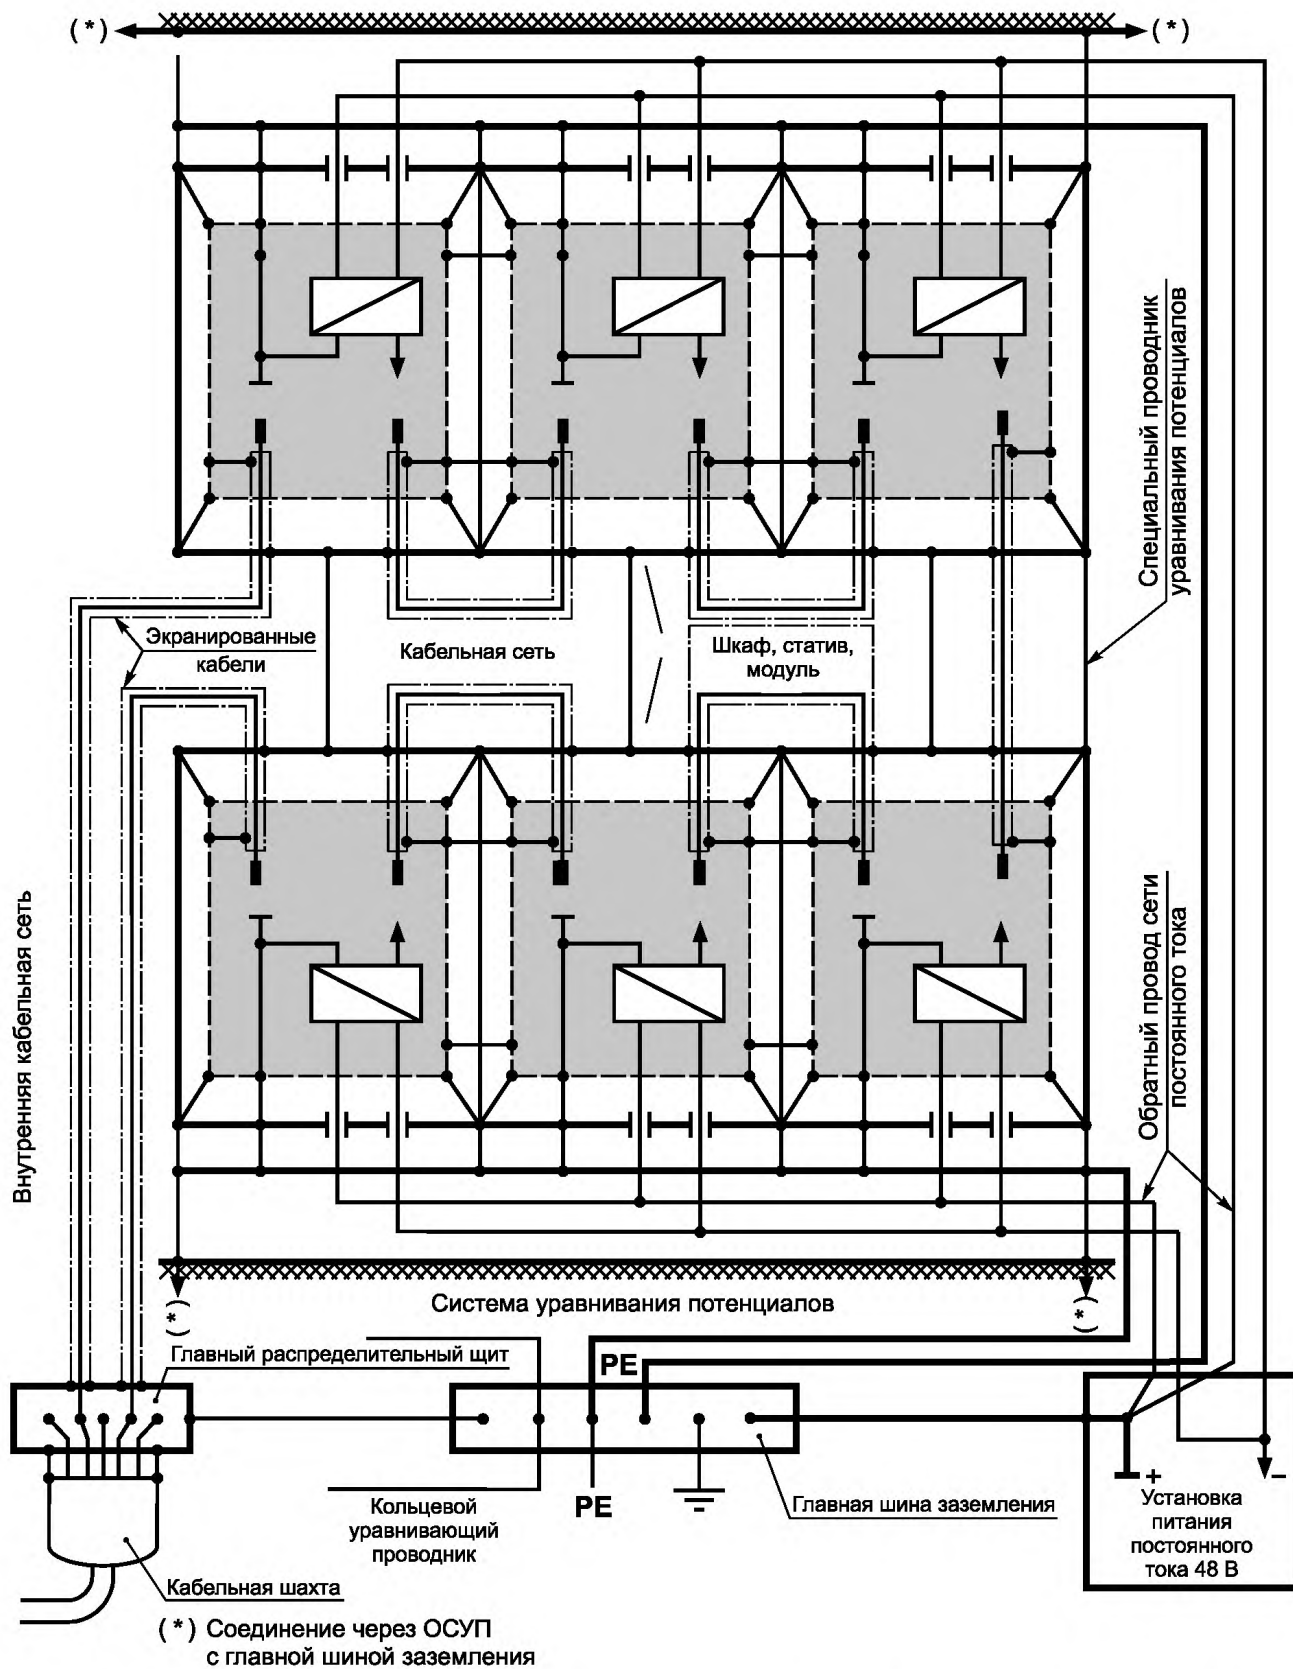 (*)
(*)
Специальный проводник
уравнивания потенциалов
Экранированные
кабели
Кабельная сеть
Шкаф, статив,
модуль
Внутренняя кабельная сеть
Обратный провод сети
постоянного тока
(*)
Система уравнивания потенциалов
(*)
Главный распределительный щит
PE
PE
Кольцевой
уравнивающий
проводник
Главная шина заземления
+
−
Установка
питания
постоянного
тока 48 В
Кабельная шахта
(*) Соединение через ОСУП
с главной шиной заземления